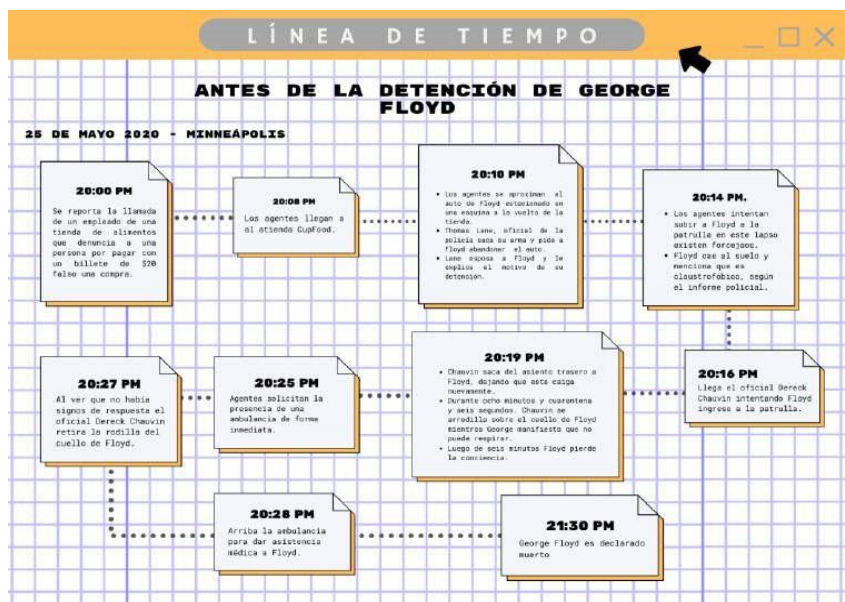 LÍNEA DE TIEMPO
ANTES DE LA DETENCIÓN DE GEORGE
FLOYD
25 DE MAYO 2020 - MINNEÁPOLIS
20:00 PM
Se reporta la llamada
de un empleado de una
tienda de alimentos
que denuncia a una
persona por pagar con
un billete de $20
falso una compra.
20:08 PM
Los agentes llegan a
al atienda CupFood.
20:10 PM
• Los agentes se aproximan al
auto de Floyd estacionado en
una esquina a la vuelta de la
tienda.
• Thomas Lane, oficial de la
policía saca su arma y pide a
floyd abandonar el auto.
• Lane esposa a Floyd y le
explica el motivo de su
detención.
20:14 PM.
• Los agentes intentan
subir a Floyd a la
patrulla en este lapso
existen forcejeos.
• Floyd cae al suelo y
menciona que es
claustrofóbico, según
el informe policial.
20:16 PM
Llega el oficial Dereck
Chauvin intentando Floyd
ingrese a la patrulla.
20:19 PM
• Chauvin saca del asiento trasero a
Floyd, dejando que este caiga
nuevamente.
• Durante ocho minutos y cuarentena
y seis segundos. Chauvin se
arrodilla sobre el cuello de Floyd
mientras George manifiesta que no
puede respirar.
• Luego de seis minutos Floyd pierde
la conciencia.
20:25 PM
Agentes solicitan la
presencia de una
ambulancia de forma
inmediata.
20:27 PM
Al ver que no había
signos de respuesta el
oficial Dereck Chauvin
retira la rodilla del
cuello de Floyd.
20:28 PM
Arriba la ambulancia
para dar asistencia
médica a Floyd.
21:30 PM
George Floyd es declarado
muerto